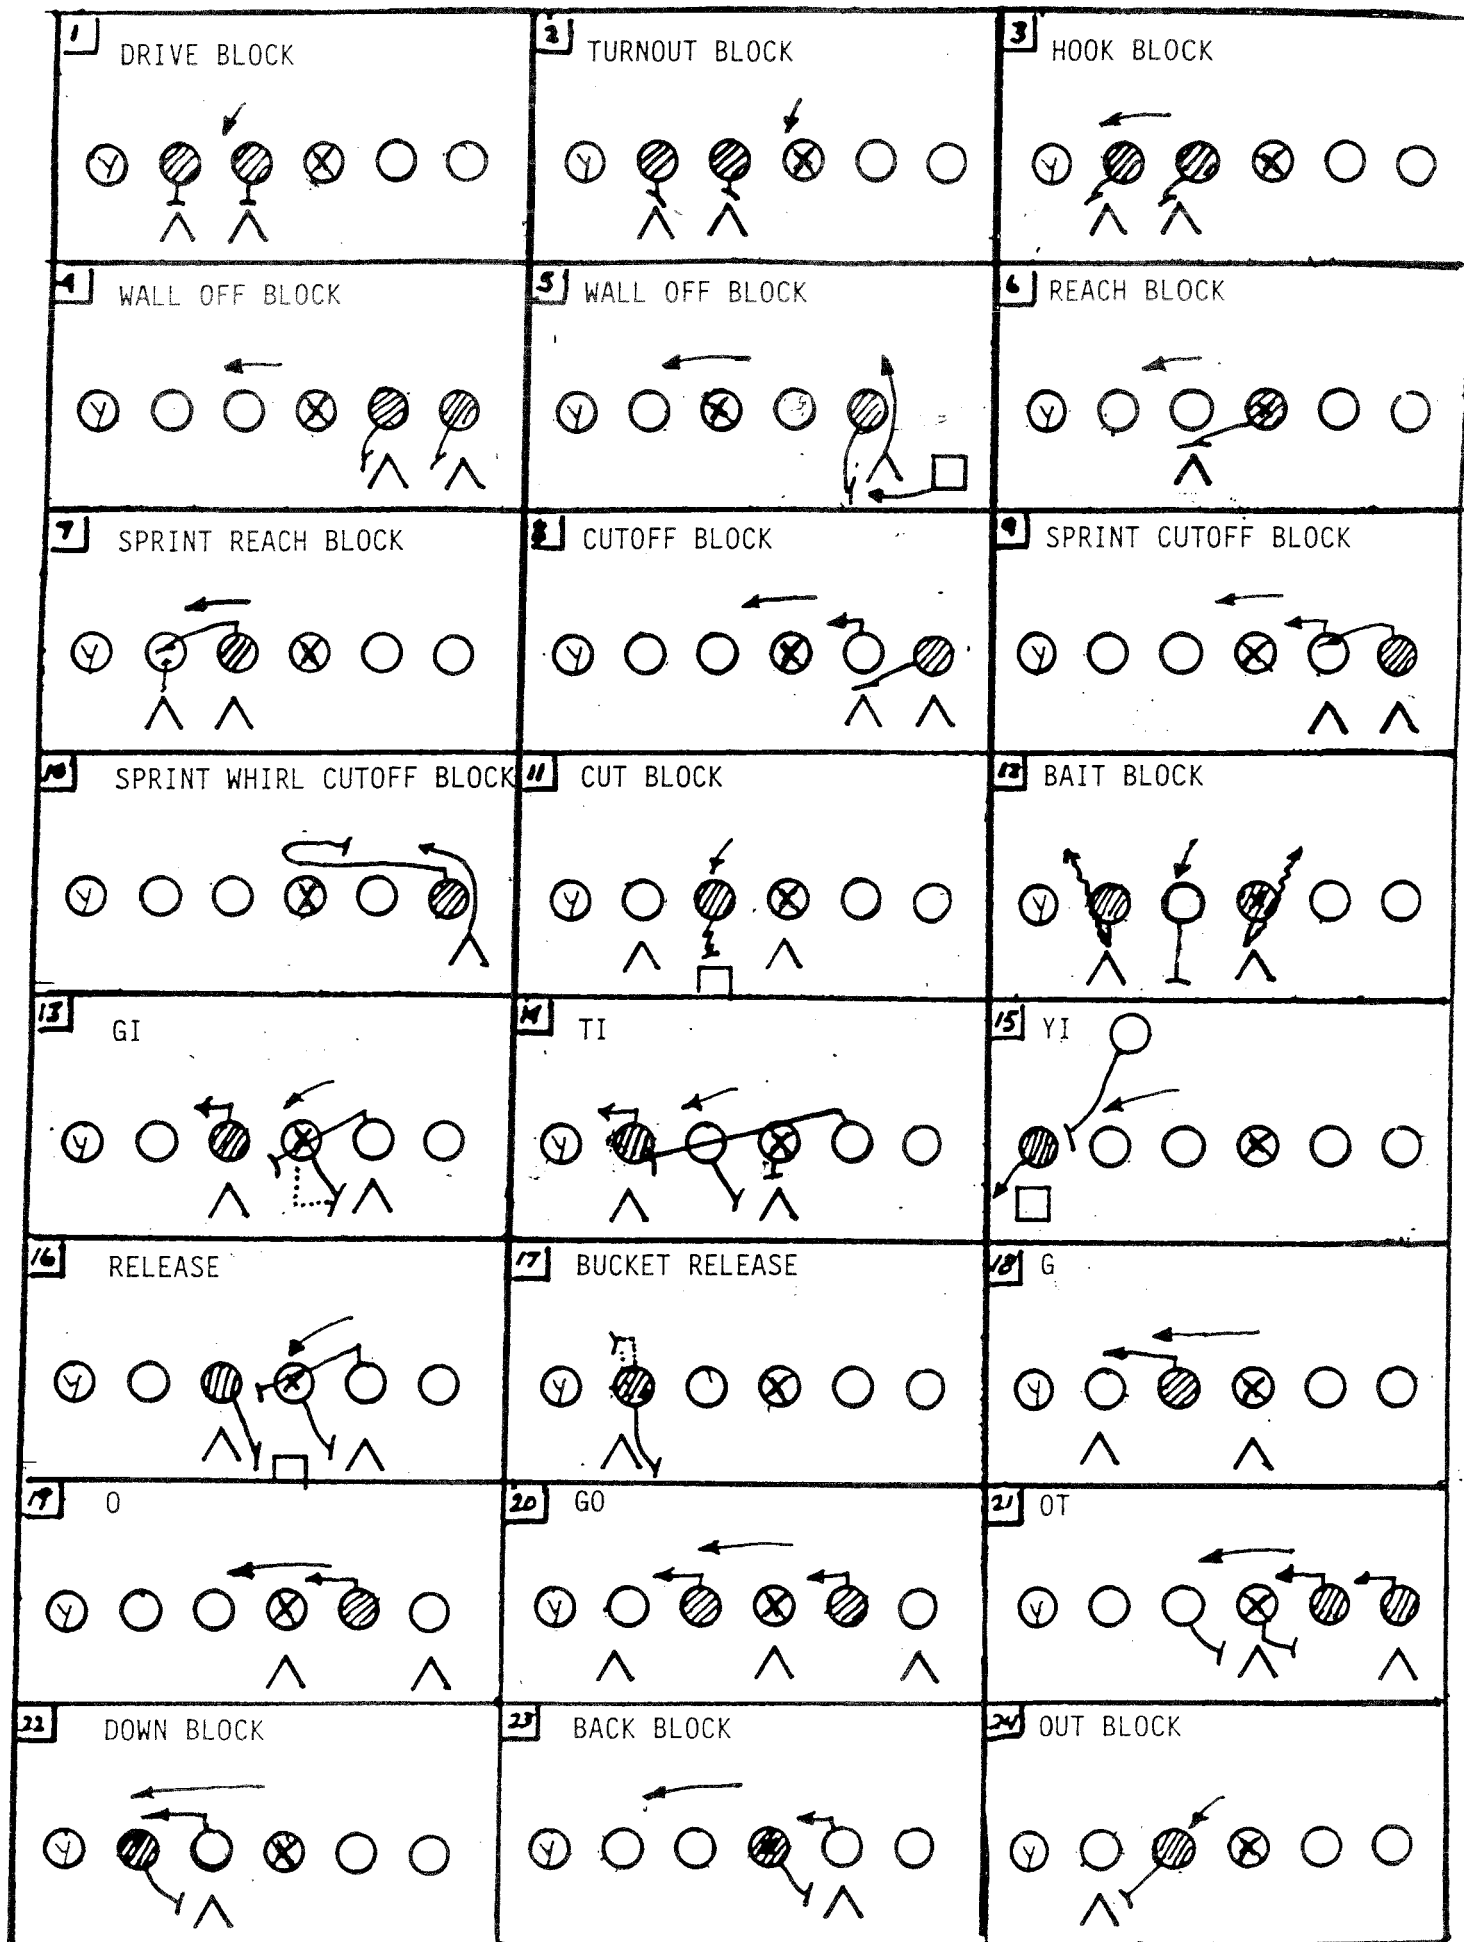 1 DRIVE BLOCK
Y X
2 TURNOUT BLOCK
Y X
3 HOOK BLOCK
Y X
4 WALL OFF BLOCK
Y X
5 WALL OFF BLOCK
Y X
6 REACH BLOCK
Y X
7 SPRINT REACH BLOCK
Y X
8 CUTOFF BLOCK
Y X
9 SPRINT CUTOFF BLOCK
Y X
10 SPRINT WHIRL CUTOFF BLOCK
Y X
11 CUT BLOCK
Y X
12 BAIT BLOCK
Y X
13 GI
Y X
14 TI
Y X
15 YI
X
16 RELEASE
Y X
17 BUCKET RELEASE
Y X
18 G
Y X
19 O
Y X
20 GO
Y X
21 OT
Y X
22 DOWN BLOCK
Y X
23 BACK BLOCK
Y X
24 OUT BLOCK
Y X